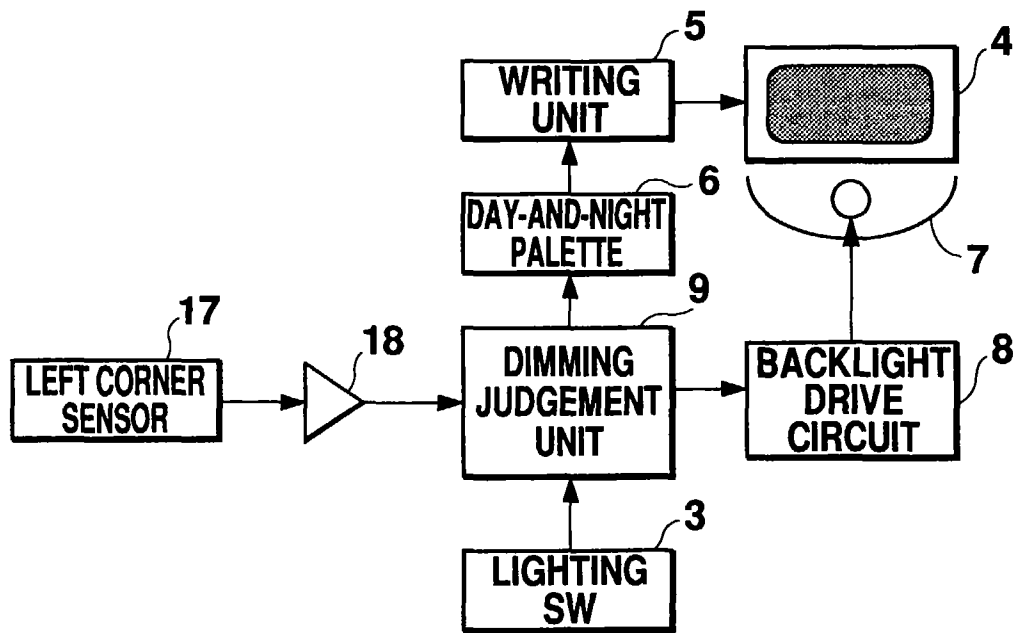 5
4
WRITING
UNIT
6
DAY-AND-NIGHT
PALETTE
7
17
18
9
LEFT CORNER
SENSOR
DIMMING
JUDGEMENT
UNIT
BACKLIGHT
DRIVE
CIRCUIT
8
3
LIGHTING
SW